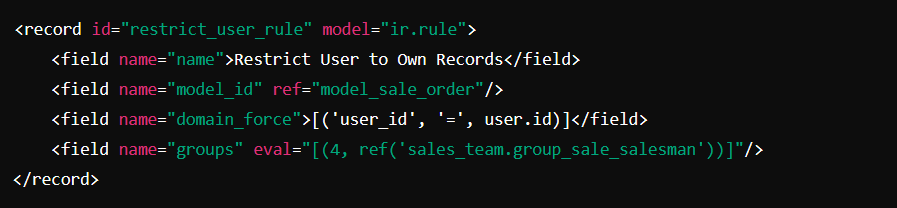 <record id="restrict_user_rule" model="ir.rule">
    <field name="name">Restrict User to Own Records</field>
    <field name="model_id" ref="model_sale_order"/>
    <field name="domain_force">[('user_id', '=', user.id)]</field>
    <field name="groups" eval="[(4, ref('sales_team.group_sale_salesman'))]"/>
</record>